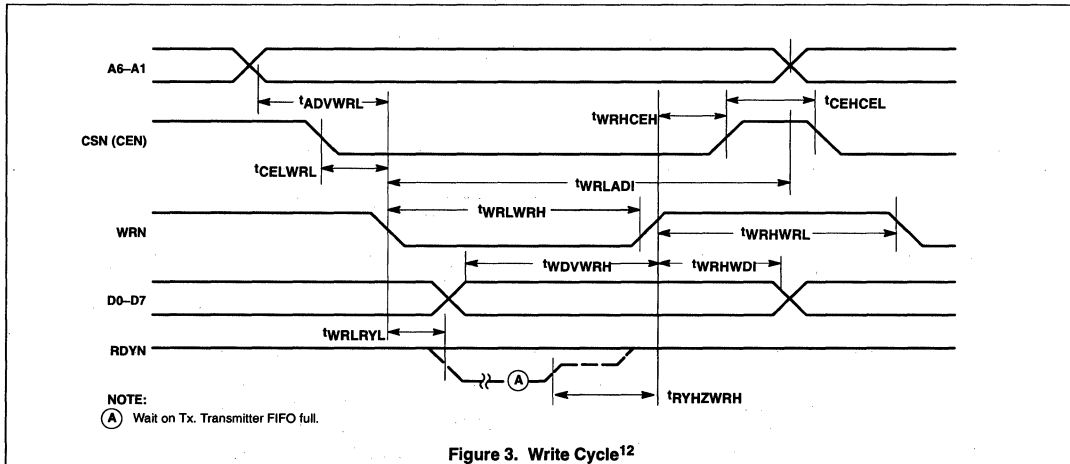 A6–A1
tADVWRL
tWRHCEH
tCEHCEL
CSN (CEN)
tCELWRL
tWRLADI
tWRLWRH
WRN
tWRHWRL
tWDVWRH
tWRHWDI
D0–D7
tWRLRYL
RDYN
A
tRYHZWRH
NOTE:
A Wait on Tx. Transmitter FIFO full.
Figure 3. Write Cycle12